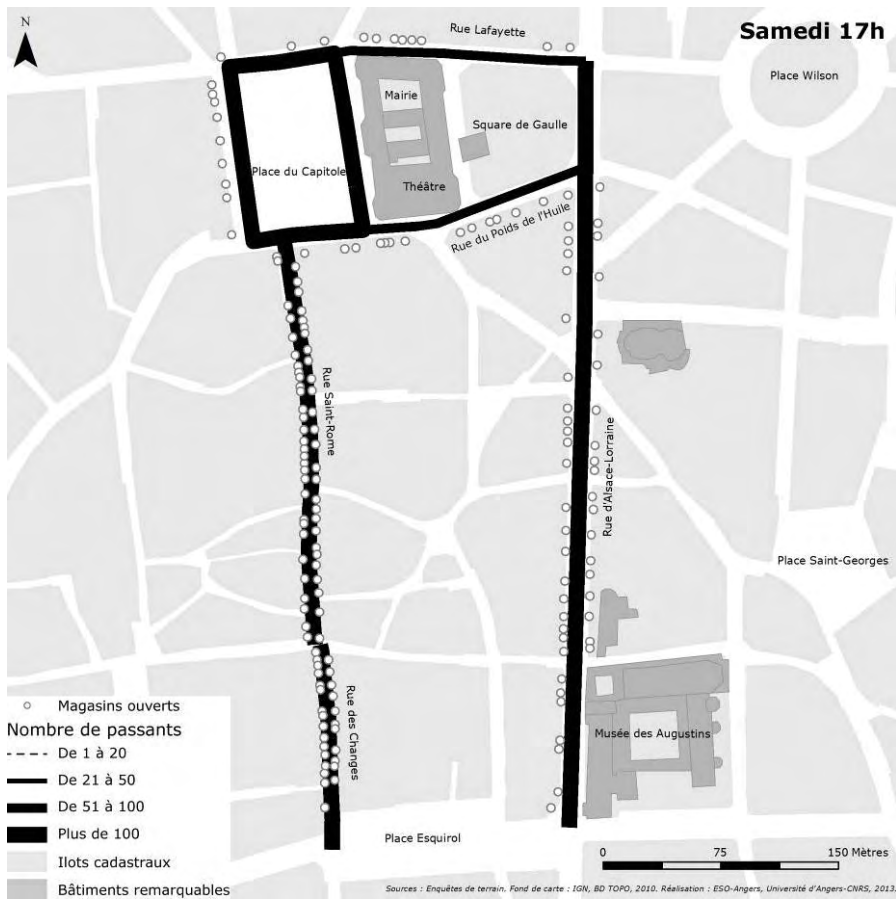 N
Samedi 17h
Rue Lafayette
Place Wilson
Mairie
Square de Gaulle
Place du Capitole
Théâtre
Rue du Poids de l'Huile
Rue Saint-Rome
Rue d'Alsace-Lorraine
Place Saint-Georges
Rue des Changes
Musée des Augustins
Place Esquirol
Magasins ouverts
Nombre de passants
De 1 à 20
De 21 à 50
De 51 à 100
Plus de 100
Ilots cadastraux
Bâtiments remarquables
0 75 150 Mètres
Sources : Enquêtes de terrain. Fond de carte : IGN, BD TOPO, 2010. Réalisation : ESO-Angers, Université d'Angers-CNRS, 2013.